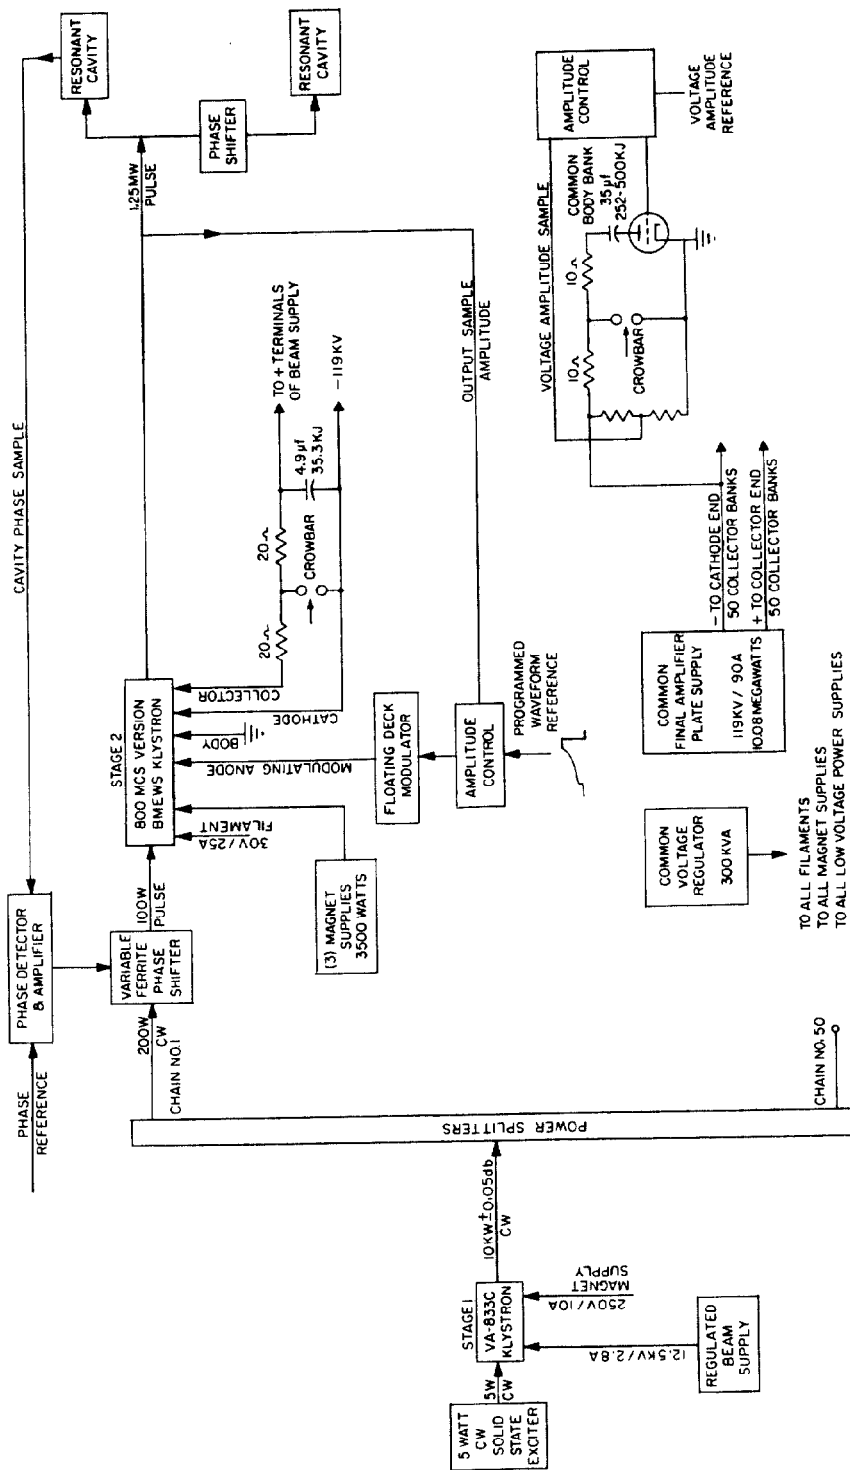 5 WATT
CW
SOLID
STATE
EXCITER
5W
CW
STAGE 1
VA-833C
KLYSTRON
12.5KV/2.8A
REGULATED
BEAM
SUPPLY
250V/10A
MAGNET
SUPPLY
10KW±0.05db
CW
POWER SPLITTERS
CHAIN NO. 50
PHASE
REFERENCE
PHASE DETECTOR
& AMPLIFIER
CAVITY PHASE SAMPLE
200W
CW
CHAIN NO.1
VARIABLE
FERRITE
PHASE
SHIFTER
100W
PULSE
STAGE 2
800 MCS VERSION
BMEWS KLYSTRON
30V/25A
FILAMENT
(3) MAGNET
SUPPLIES
3500 WATTS
MODULATING ANODE
BODY
CATHODE
COLLECTOR
FLOATING DECK
MODULATOR
AMPLITUDE
CONTROL
PROGRAMMED
WAVEFORM
REFERENCE
20Ω
20Ω
CROWBAR
4.9μf
35.3KJ
TO + TERMINALS
OF BEAM SUPPLY
-119KV
OUTPUT SAMPLE
AMPLITUDE
1.25MW
PULSE
PHASE
SHIFTER
RESONANT
CAVITY
RESONANT
CAVITY
COMMON
VOLTAGE
REGULATOR
300 KVA
TO ALL FILAMENTS
TO ALL MAGNET SUPPLIES
TO ALL LOW VOLTAGE POWER SUPPLIES
COMMON
FINAL AMPLIFIER
PLATE SUPPLY
119KV / 90A
10.08 MEGAWATTS
- TO CATHODE END
50 COLLECTOR BANKS
+ TO COLLECTOR END
50 COLLECTOR BANKS
VOLTAGE AMPLITUDE SAMPLE
10Ω
10Ω
CROWBAR
COMMON
BODY BANK
35μf
252-500KJ
AMPLITUDE
CONTROL
VOLTAGE
AMPLITUDE
REFERENCE